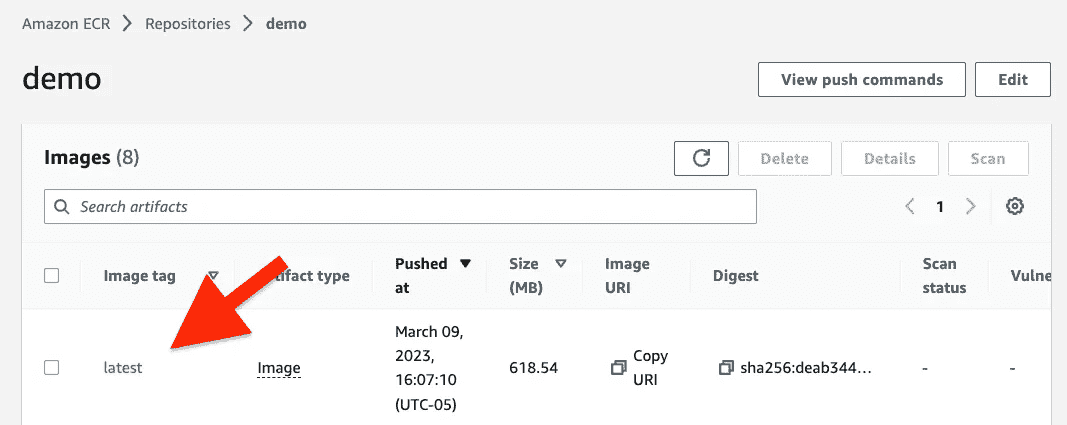 Amazon ECR > Repositories > demo
demo
View push commands
Edit
Images (8)
Delete
Details
Scan
Search artifacts
1
Image tag
tifact type
Pushed at
Size (MB)
Image URI
Digest
Scan status
Vulne
latest
Image
March 09, 2023, 16:07:10 (UTC-05)
618.54
Copy URI
sha256:deab344...
-
-